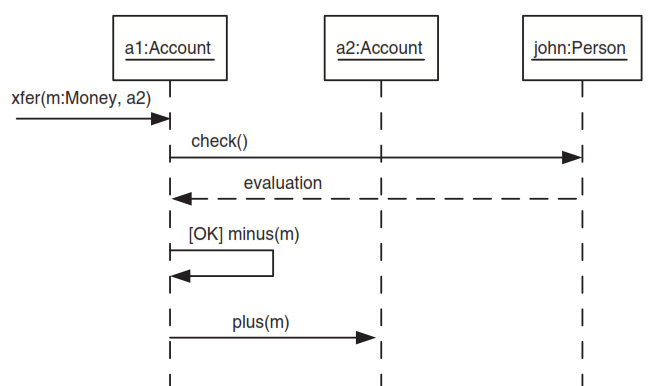 a1:Account
a2:Account
john:Person
xfer(m:Money, a2)
check()
evaluation
[OK] minus(m)
plus(m)